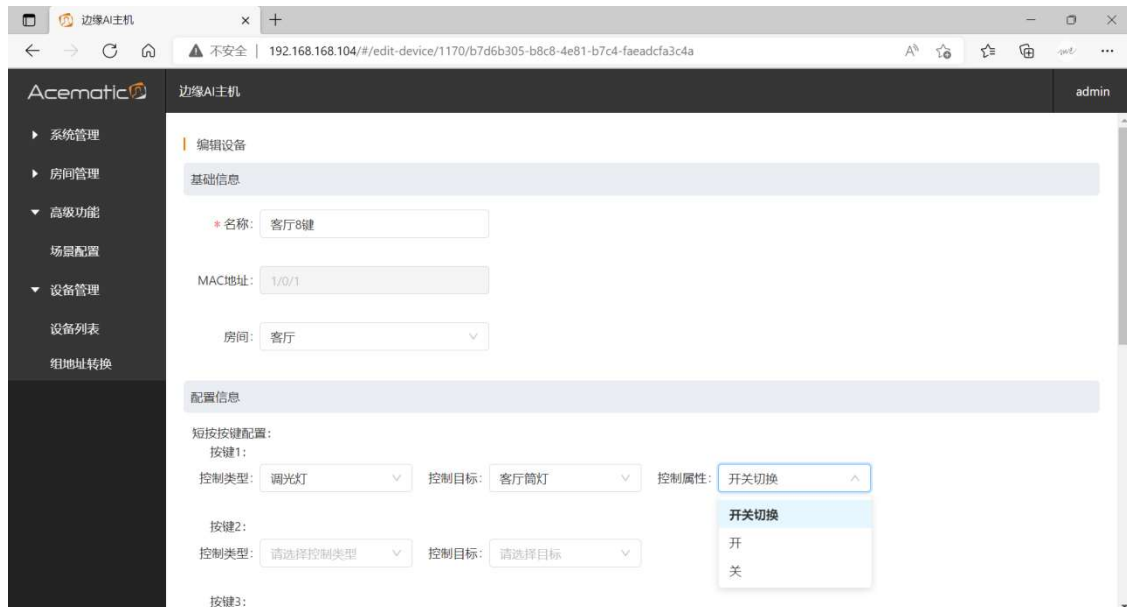 边缘AI主机
不安全 192.168.168.104/#/edit-device/1170/b7d6b305-b8c8-4e81-b7c4-faeadcfa3c4a
Acematic 边缘AI主机 admin
系统管理
房间管理
高级功能
场景配置
设备管理
设备列表
组地址转换
编辑设备
基础信息
* 名称: 客厅8键
MAC地址: 1/0/1
房间: 客厅
配置信息
短按按键配置:
按键1:
控制类型: 调光灯 控制目标: 客厅筒灯 控制属性: 开关切换
开关切换
开
关
按键2:
控制类型: 请选择控制类型 控制目标: 请选择目标
按键3: